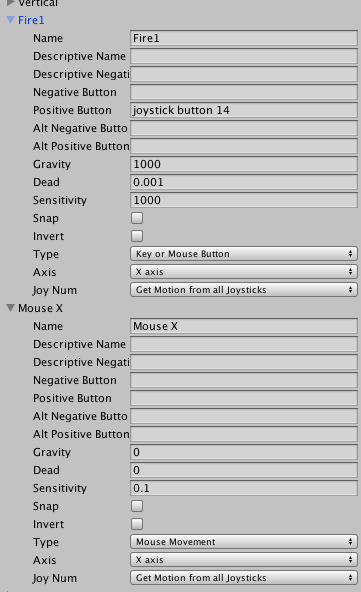 Vertical
Fire1
Name Fire1
Descriptive Name
Descriptive Negati
Negative Button
Positive Button joystick button 14
Alt Negative Butto
Alt Positive Button
Gravity 1000
Dead 0.001
Sensitivity 1000
Snap
Invert
Type Key or Mouse Button
Axis X axis
Joy Num Get Motion from all Joysticks
Mouse X
Name Mouse X
Descriptive Name
Descriptive Negati
Negative Button
Positive Button
Alt Negative Butto
Alt Positive Button
Gravity 0
Dead 0
Sensitivity 0.1
Snap
Invert
Type Mouse Movement
Axis X axis
Joy Num Get Motion from all Joysticks